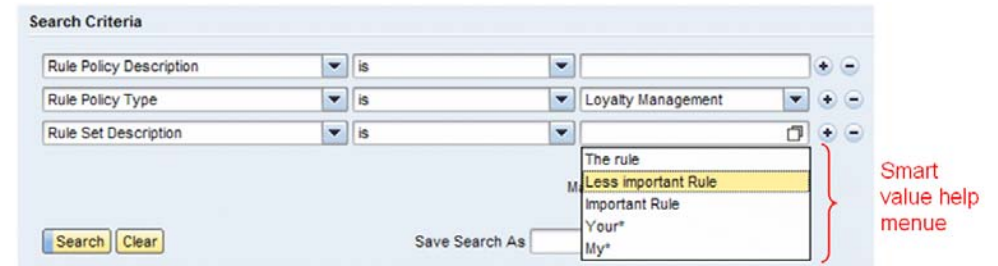 Search Criteria
Rule Policy Description is
Rule Policy Type is Loyalty Management
Rule Set Description is
The rule
Less important Rule
Important Rule
Your*
My*
Smart
value help
menue
Search Clear Save Search As